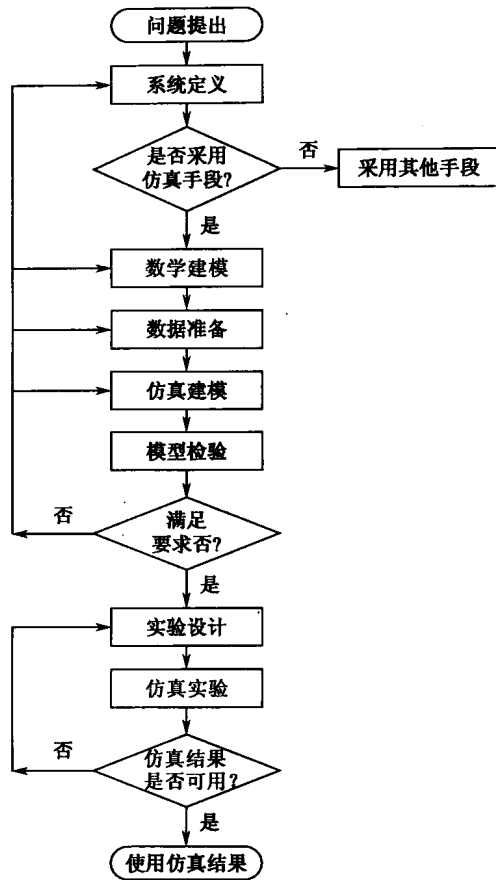 问题提出
系统定义
是否采用
仿真手段?
否
采用其他手段
是
数学建模
数据准备
仿真建模
模型检验
否
满足
要求否?
是
实验设计
仿真实验
否
仿真结果
是否可用?
是
使用仿真结果